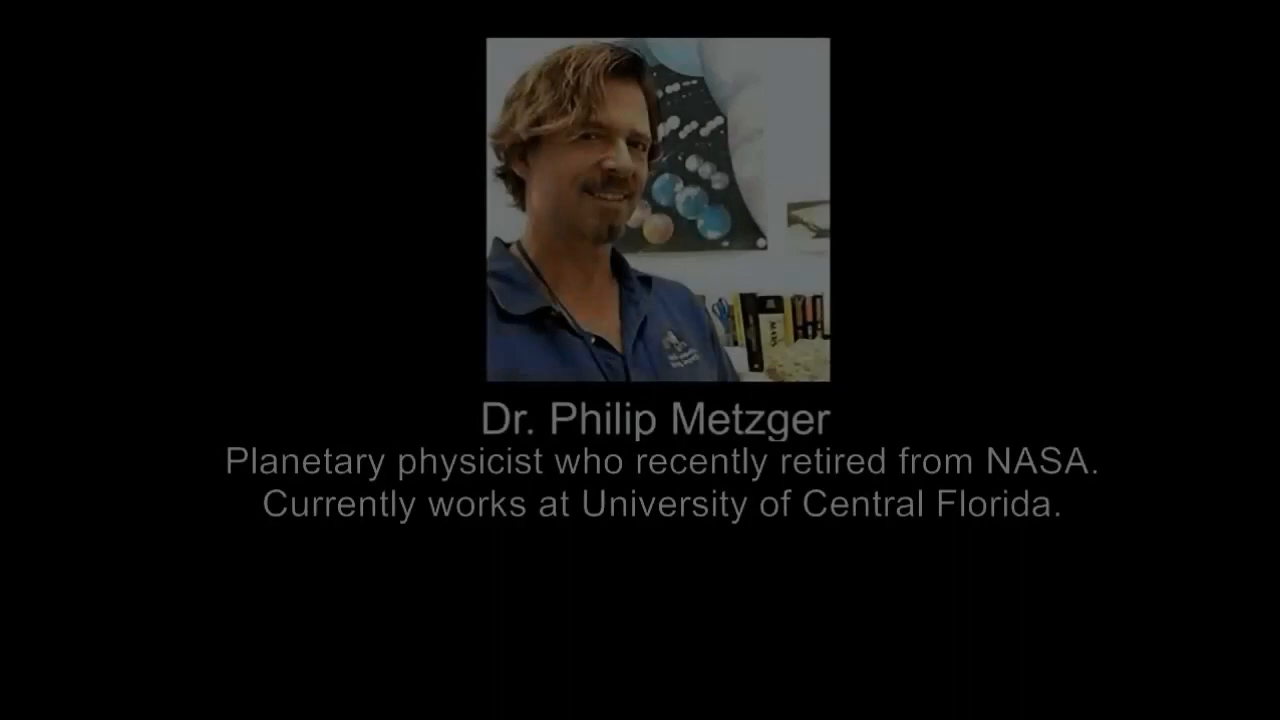 Dr. Philip Metzger
Planetary physicist who recently retired from NASA.
Currently works at University of Central Florida.